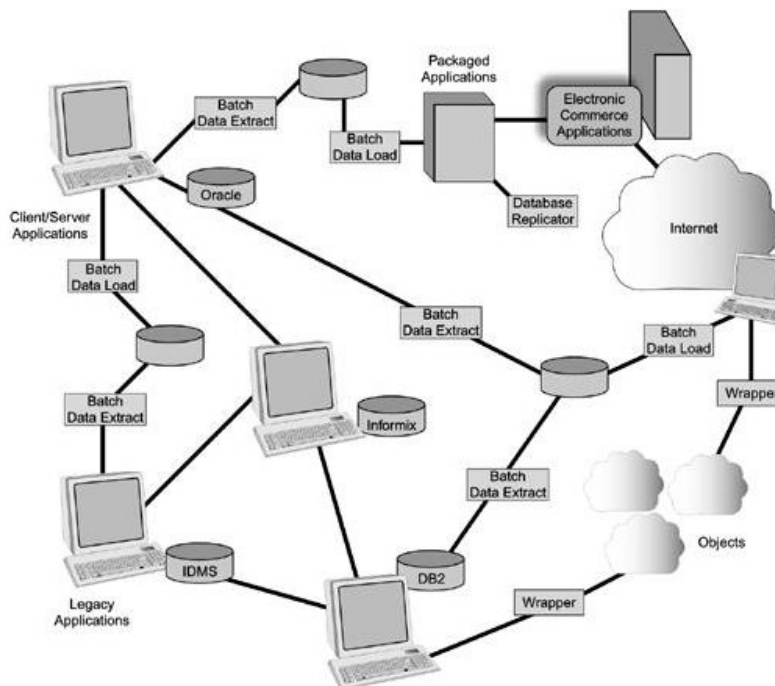 Packaged
Applications
Electronic
Commerce
Applications
Batch
Data Extract
Batch
Data Load
Oracle
Database
Replicator
Client/Server
Applications
Internet
Batch
Data Load
Batch
Data Extract
Batch
Data Load
Batch
Data Extract
Wrapper
Informix
Batch
Data Extract
Objects
IDMS
DB2
Legacy
Applications
Wrapper